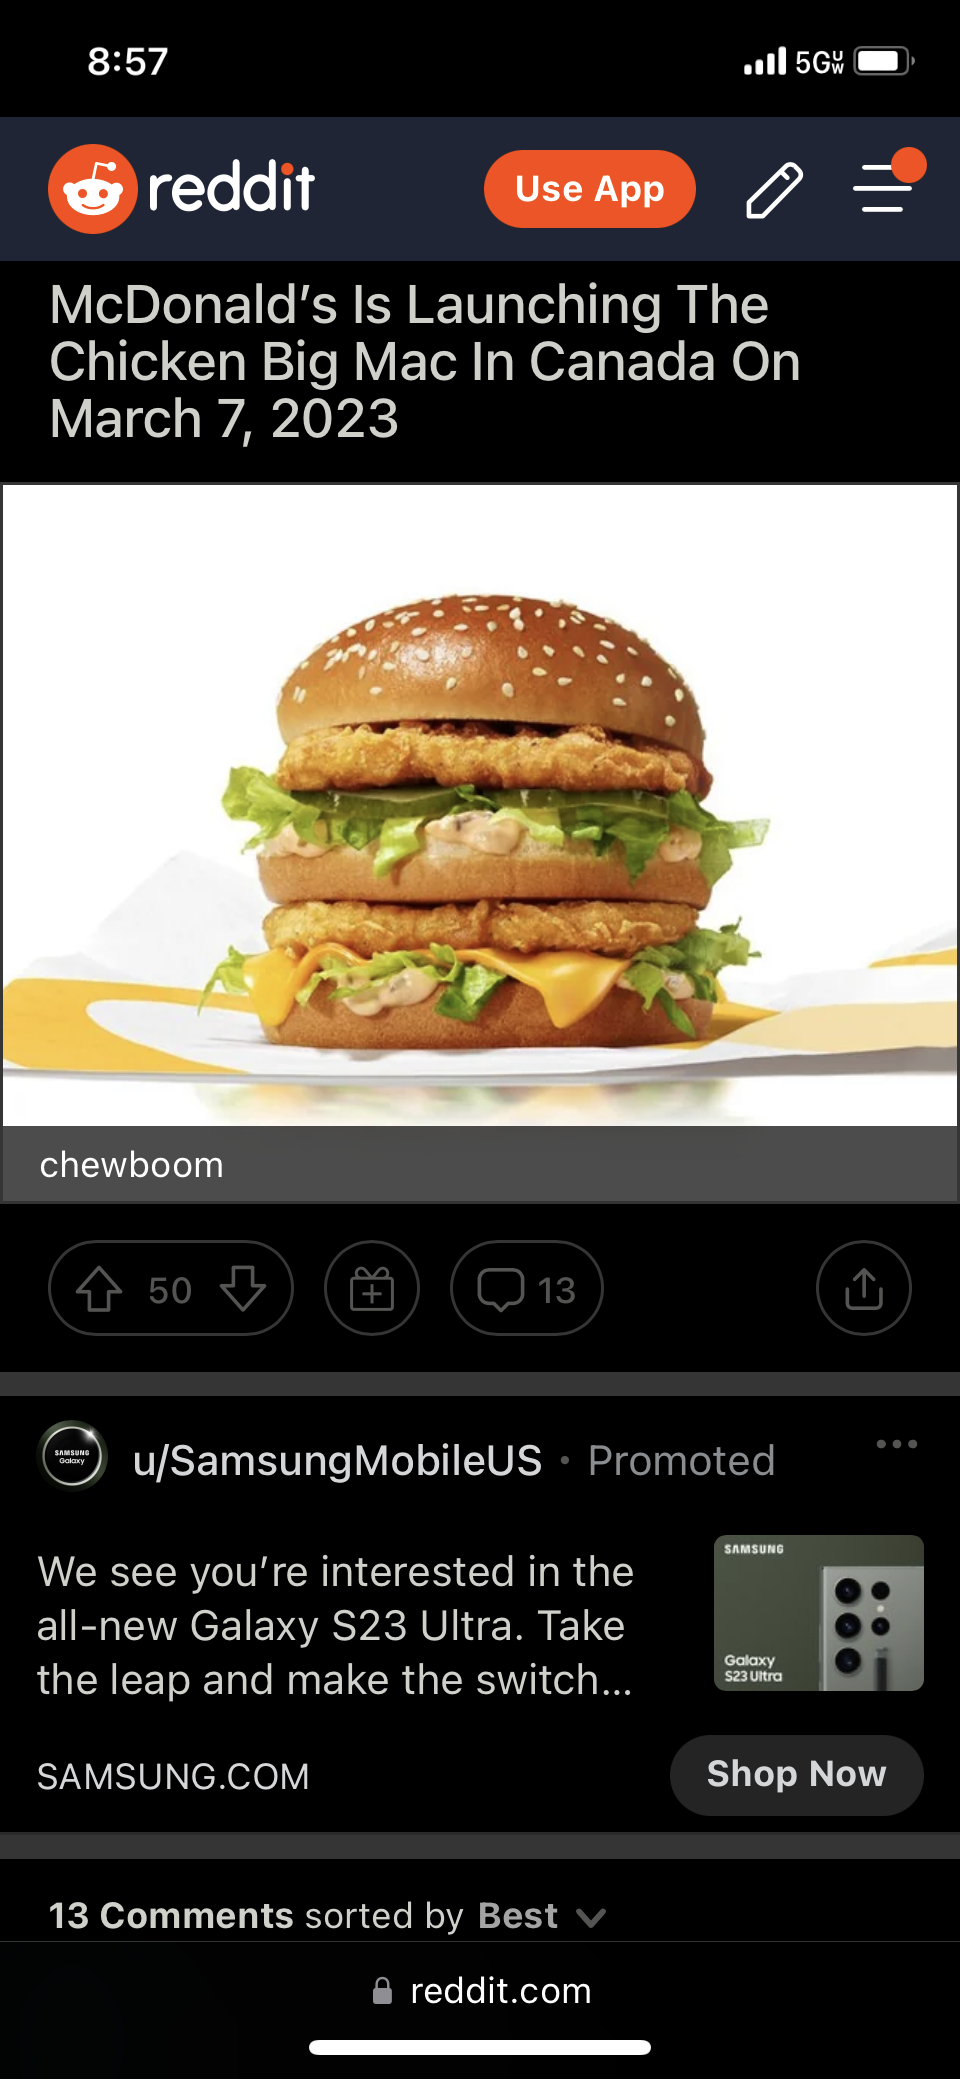 8:57
5GUW
reddit
Use App
McDonald’s Is Launching The
Chicken Big Mac In Canada On
March 7, 2023
chewboom
50
13
SAMSUNG
Galaxy
u/SamsungMobileUS • Promoted
We see you’re interested in the
all-new Galaxy S23 Ultra. Take
the leap and make the switch...
SAMSUNG
Galaxy
S23 Ultra
SAMSUNG.COM
Shop Now
13 Comments sorted by Best
reddit.com